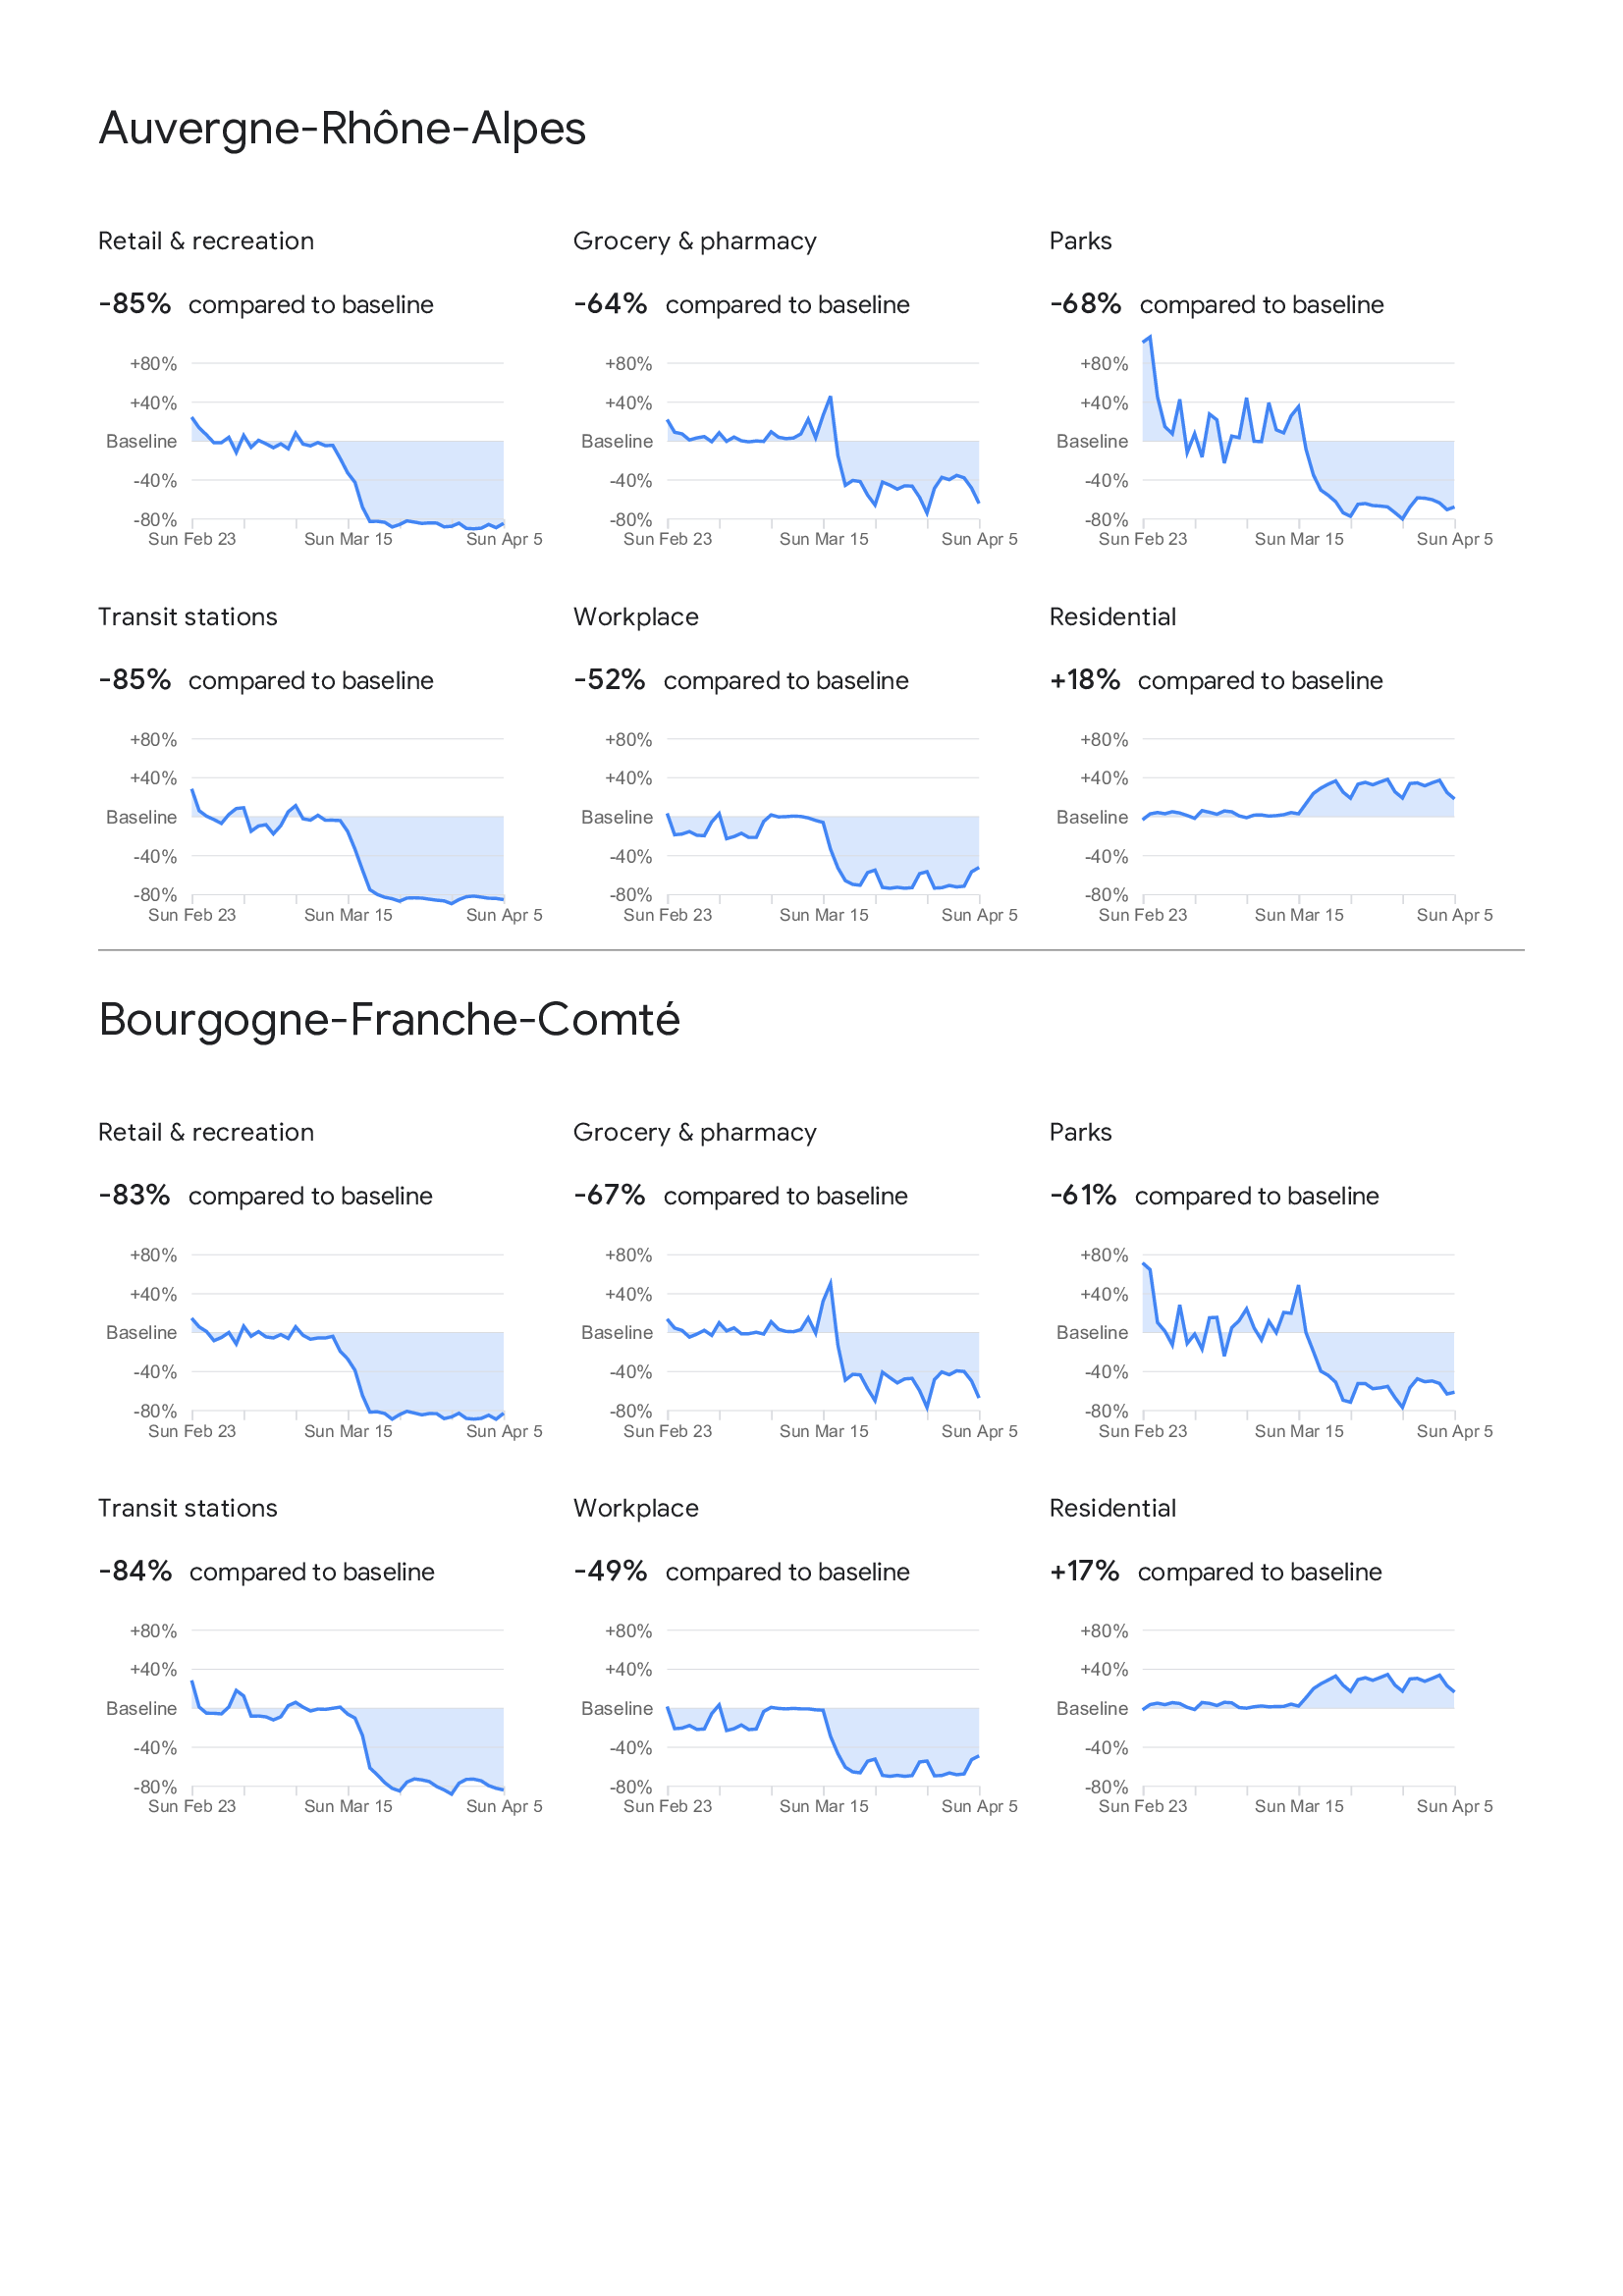 Auvergne-Rhône-Alpes
Retail & recreation
-85% compared to baseline
+80%
+40%
Baseline
-40%
-80%
Sun Feb 23 Sun Mar 15 Sun Apr 5
Grocery & pharmacy
-64% compared to baseline
+80%
+40%
Baseline
-40%
-80%
Sun Feb 23 Sun Mar 15 Sun Apr 5
Parks
-68% compared to baseline
+80%
+40%
Baseline
-40%
-80%
Sun Feb 23 Sun Mar 15 Sun Apr 5
Transit stations
-85% compared to baseline
+80%
+40%
Baseline
-40%
-80%
Sun Feb 23 Sun Mar 15 Sun Apr 5
Workplace
-52% compared to baseline
+80%
+40%
Baseline
-40%
-80%
Sun Feb 23 Sun Mar 15 Sun Apr 5
Residential
+18% compared to baseline
+80%
+40%
Baseline
-40%
-80%
Sun Feb 23 Sun Mar 15 Sun Apr 5
Bourgogne-Franche-Comté
Retail & recreation
-83% compared to baseline
+80%
+40%
Baseline
-40%
-80%
Sun Feb 23 Sun Mar 15 Sun Apr 5
Grocery & pharmacy
-67% compared to baseline
+80%
+40%
Baseline
-40%
-80%
Sun Feb 23 Sun Mar 15 Sun Apr 5
Parks
-61% compared to baseline
+80%
+40%
Baseline
-40%
-80%
Sun Feb 23 Sun Mar 15 Sun Apr 5
Transit stations
-84% compared to baseline
+80%
+40%
Baseline
-40%
-80%
Sun Feb 23 Sun Mar 15 Sun Apr 5
Workplace
-49% compared to baseline
+80%
+40%
Baseline
-40%
-80%
Sun Feb 23 Sun Mar 15 Sun Apr 5
Residential
+17% compared to baseline
+80%
+40%
Baseline
-40%
-80%
Sun Feb 23 Sun Mar 15 Sun Apr 5